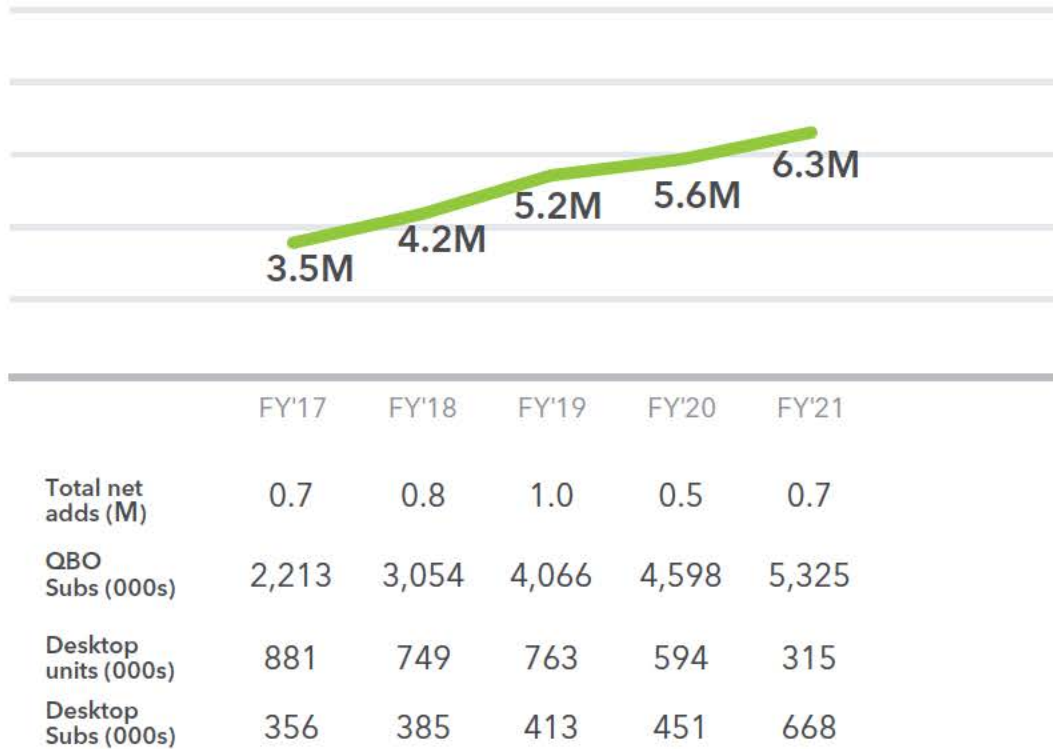 6.3M
5.6M
5.2M
4.2M
3.5M
FY'17 FY'18 FY'19 FY'20 FY'21
Total net
adds (M)
0.7 0.8 1.0 0.5 0.7
QBO
Subs (000s)
2,213 3,054 4,066 4,598 5,325
Desktop
units (000s)
881 749 763 594 315
Desktop
Subs (000s)
356 385 413 451 668